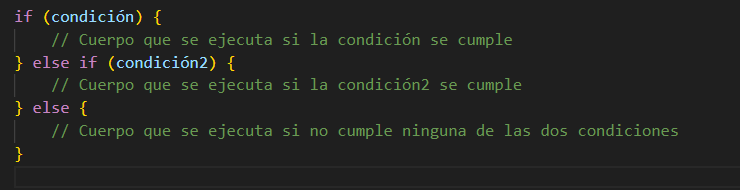 if (condición) {
    // Cuerpo que se ejecuta si la condición se cumple
} else if (condición2) {
    // Cuerpo que se ejecuta si la condición2 se cumple
} else {
    // Cuerpo que se ejecuta si no cumple ninguna de las dos condiciones
}